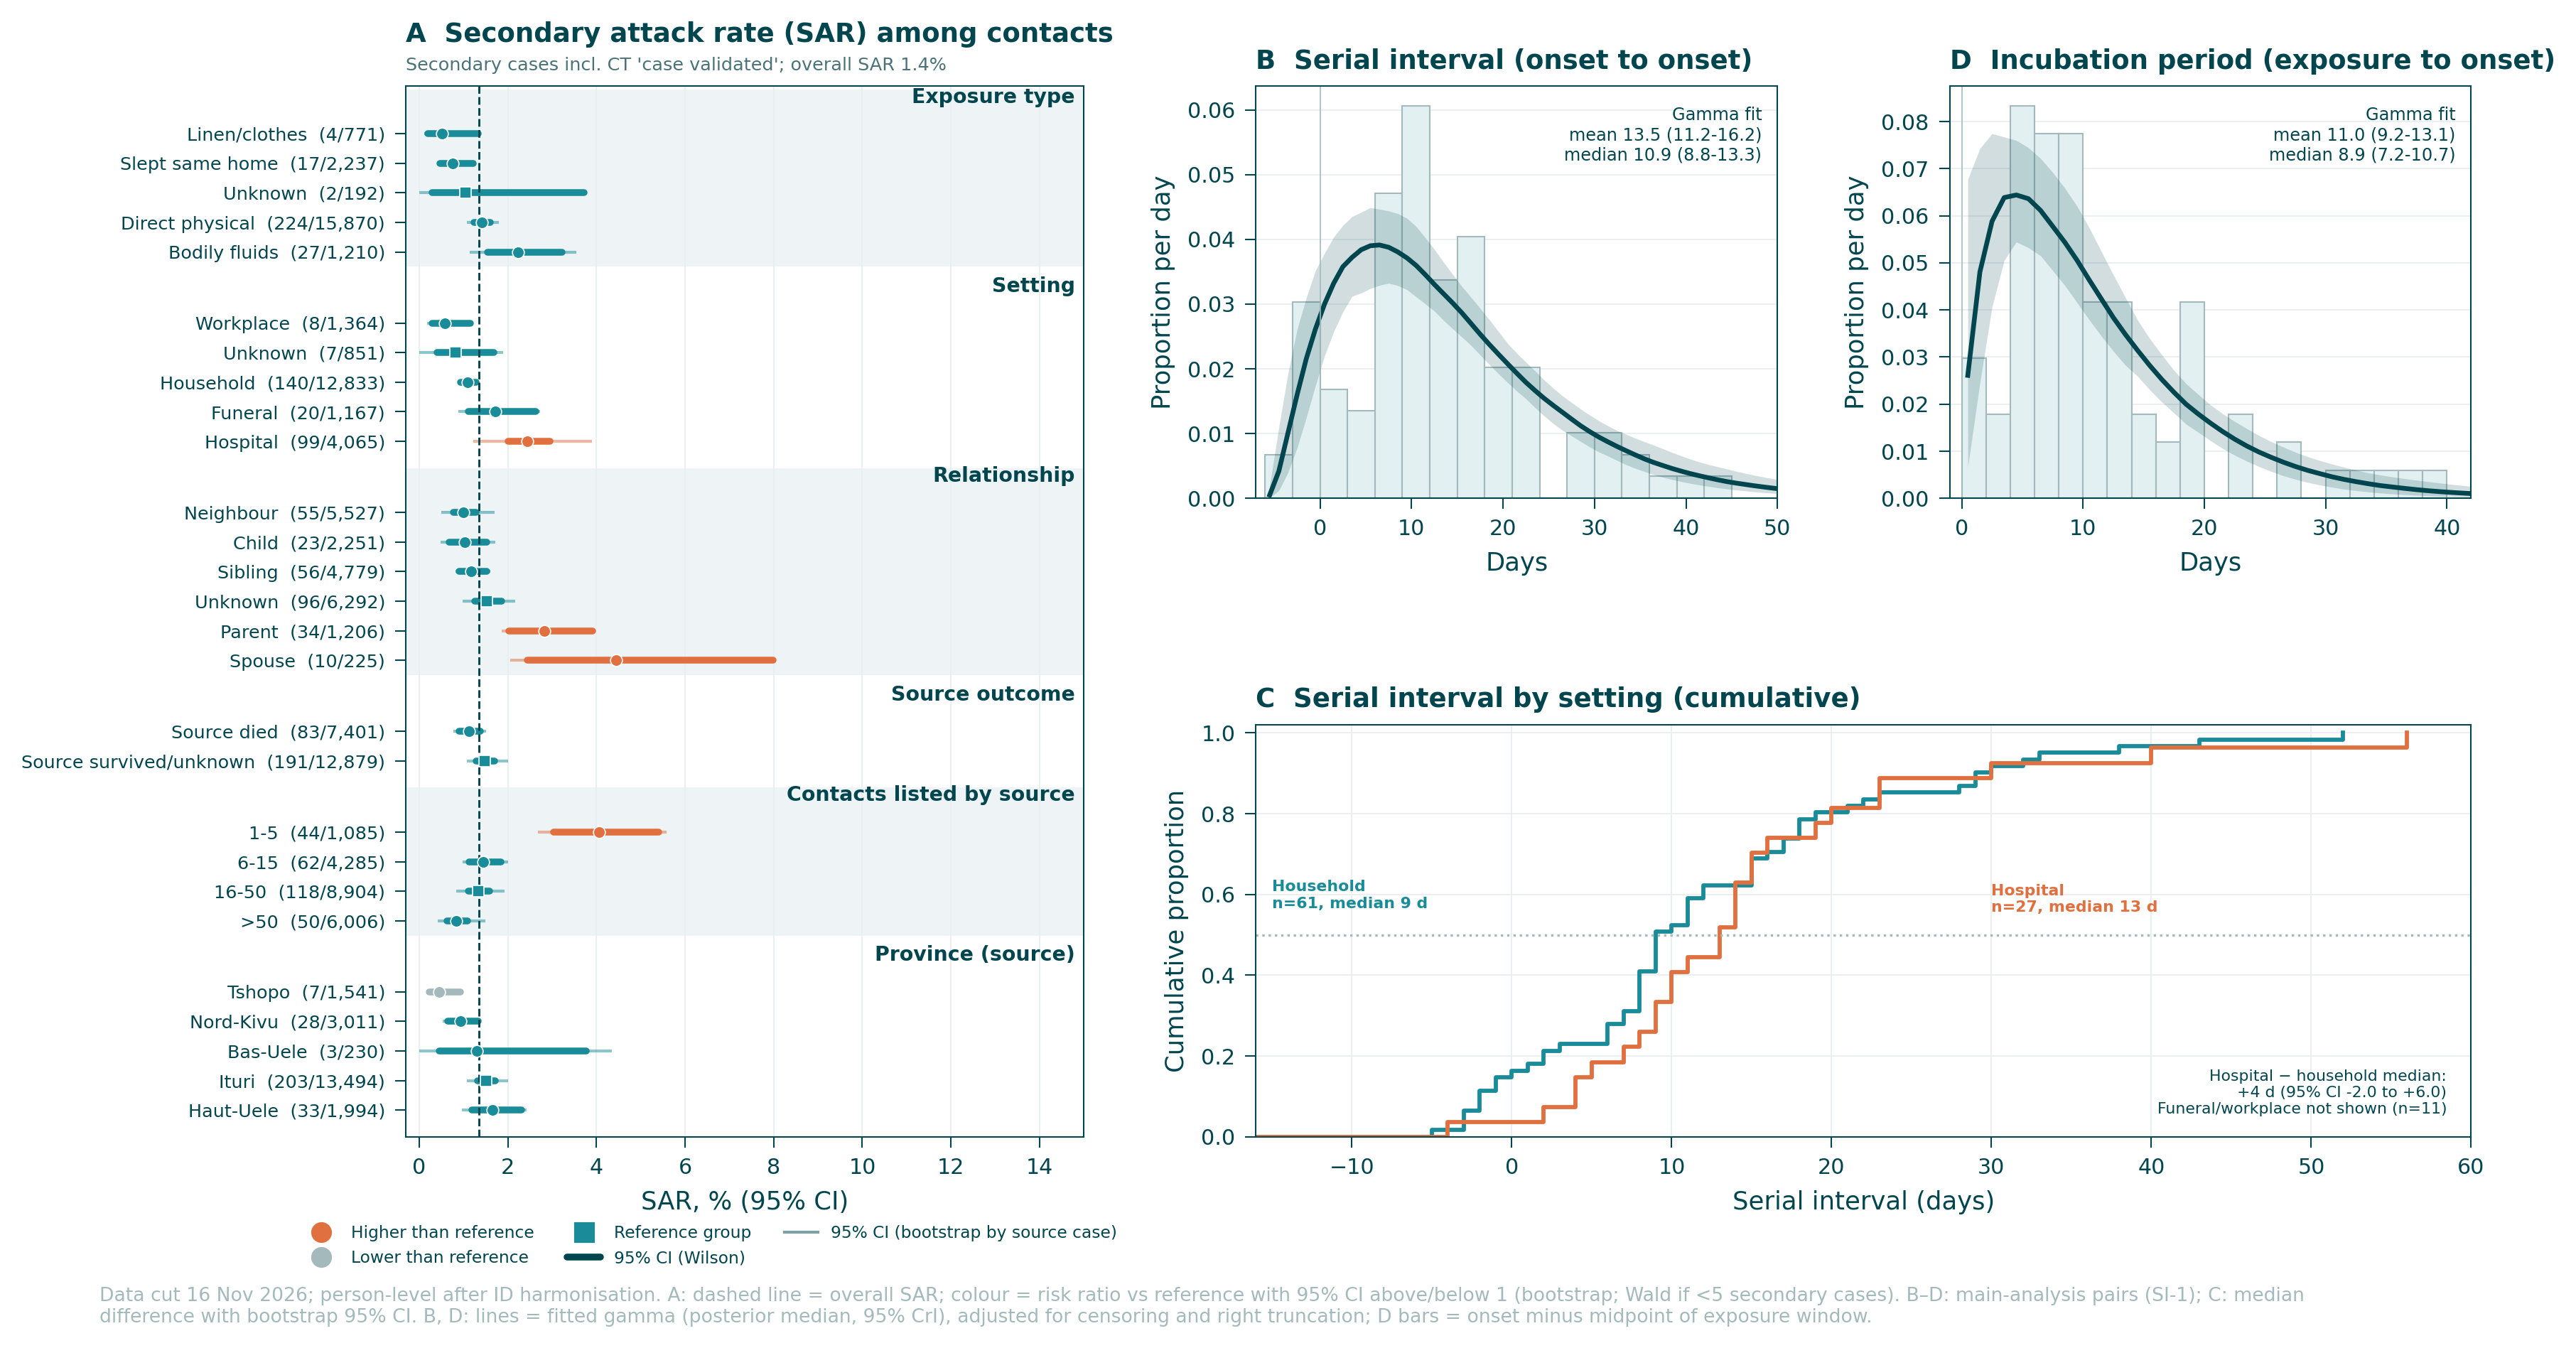 A  Secondary attack rate (SAR) among contacts
Secondary cases incl. CT 'case validated'; overall SAR 1.4%
Exposure type
Linen/clothes  (4/771)
Slept same home  (17/2,237)
Unknown  (2/192)
Direct physical  (224/15,870)
Bodily fluids  (27/1,210)
Setting
Workplace  (8/1,364)
Unknown  (7/851)
Household  (140/12,833)
Funeral  (20/1,167)
Hospital  (99/4,065)
Relationship
Neighbour  (55/5,527)
Child  (23/2,251)
Sibling  (56/4,779)
Unknown  (96/6,292)
Parent  (34/1,206)
Spouse  (10/225)
Source outcome
Source died  (83/7,401)
Source survived/unknown  (191/12,879)
Contacts listed by source
1-5  (44/1,085)
6-15  (62/4,285)
16-50  (118/8,904)
>50  (50/6,006)
Province (source)
Tshopo  (7/1,541)
Nord-Kivu  (28/3,011)
Bas-Uele  (3/230)
Ituri  (203/13,494)
Haut-Uele  (33/1,994)
0 2 4 6 8 10 12 14
SAR, % (95% CI)
Higher than reference
Lower than reference
Reference group
95% CI (Wilson)
95% CI (bootstrap by source case)
B  Serial interval (onset to onset)
Gamma fit
mean 13.5 (11.2-16.2)
median 10.9 (8.8-13.3)
Proportion per day
0.06
0.05
0.04
0.03
0.02
0.01
0.00
0 10 20 30 40 50
Days
D  Incubation period (exposure to onset)
Gamma fit
mean 11.0 (9.2-13.1)
median 8.9 (7.2-10.7)
Proportion per day
0.08
0.07
0.06
0.05
0.04
0.03
0.02
0.01
0.00
0 10 20 30 40
Days
C  Serial interval by setting (cumulative)
Cumulative proportion
1.0
0.8
0.6
0.4
0.2
0.0
Household
n=61, median 9 d
Hospital
n=27, median 13 d
Hospital − household median:
+4 d (95% CI -2.0 to +6.0)
Funeral/workplace not shown (n=11)
−10 0 10 20 30 40 50 60
Serial interval (days)
Data cut 16 Nov 2026; person-level after ID harmonisation. A: dashed line = overall SAR; colour = risk ratio vs reference with 95% CI above/below 1 (bootstrap; Wald if <5 secondary cases). B–D: main-analysis pairs (SI-1); C: median
difference with bootstrap 95% CI. B, D: lines = fitted gamma (posterior median, 95% CrI), adjusted for censoring and right truncation; D bars = onset minus midpoint of exposure window.